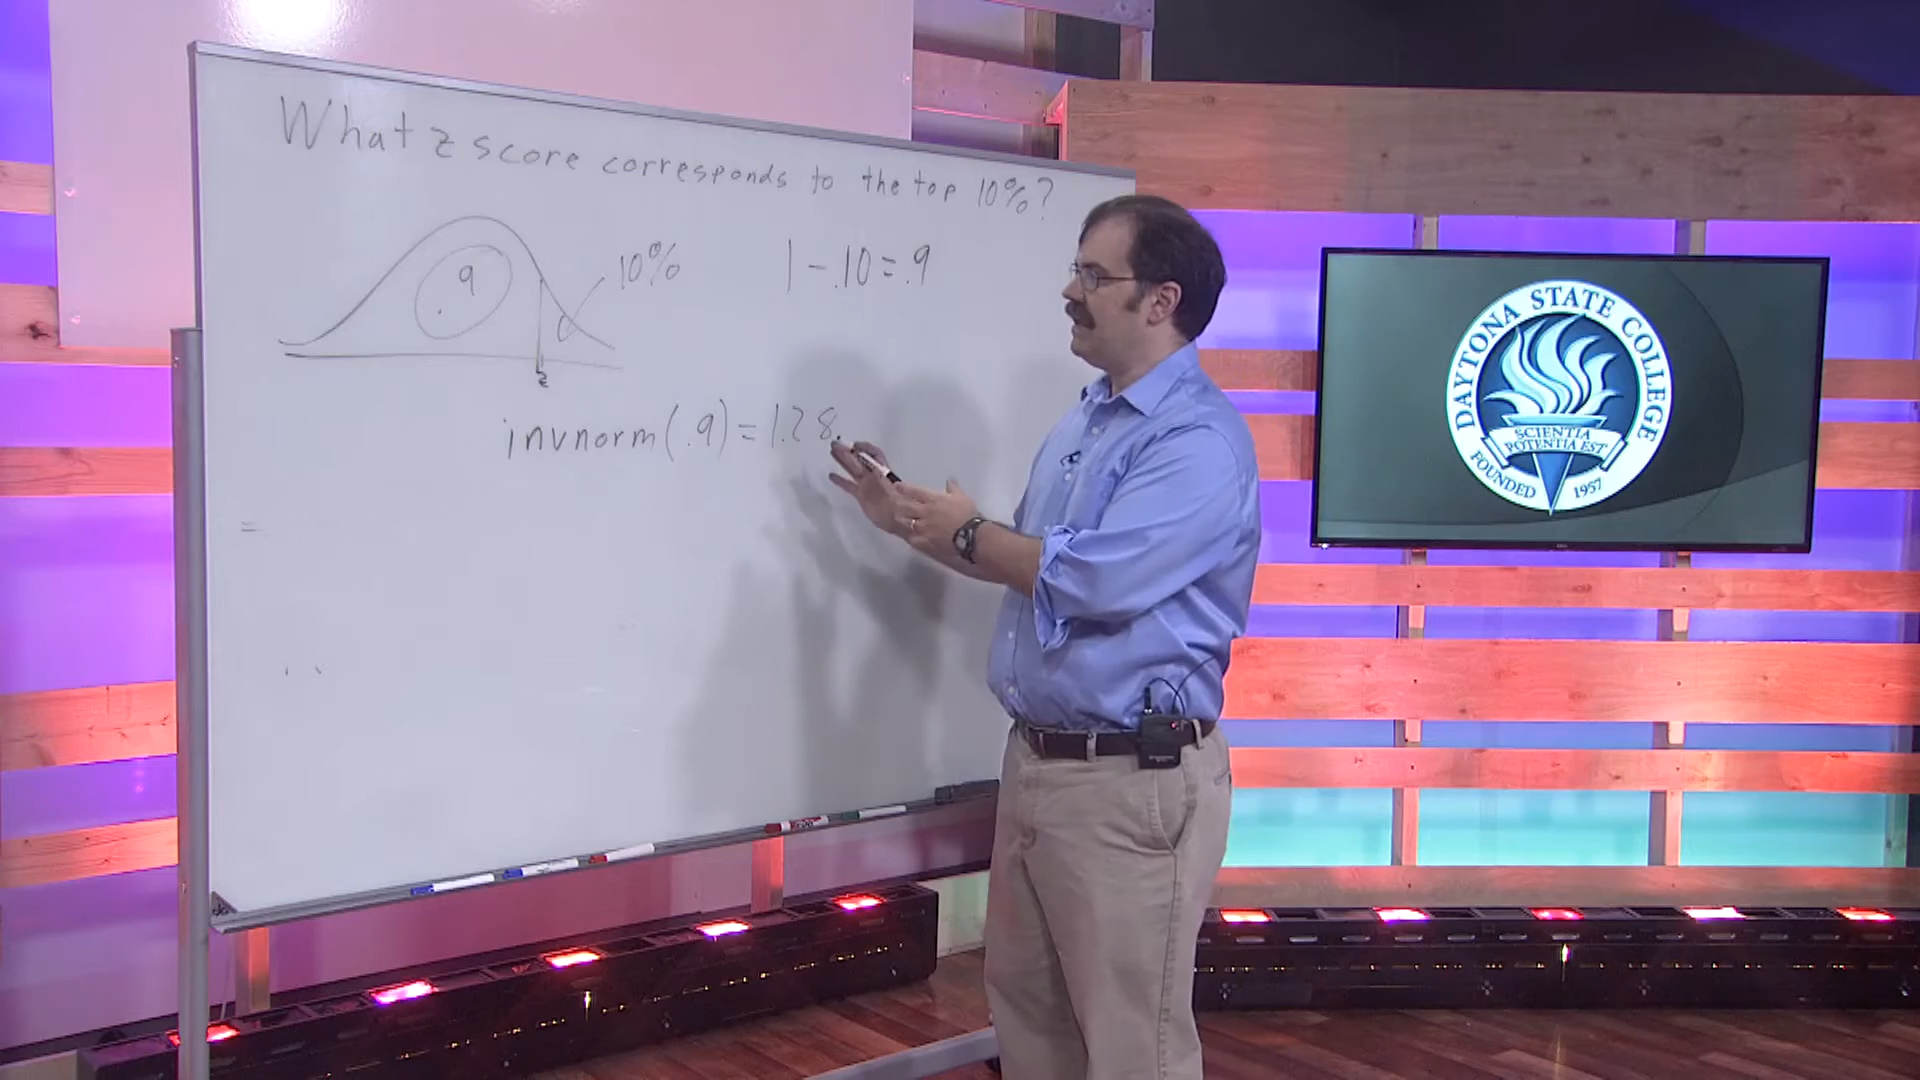 What z score corresponds to the top 10%?
.9
10%
1 - .10 = .9
z
invnorm(.9) = 1.28
DAYTONA STATE COLLEGE
SCIENTIA
POTENTIA EST
FOUNDED 1957